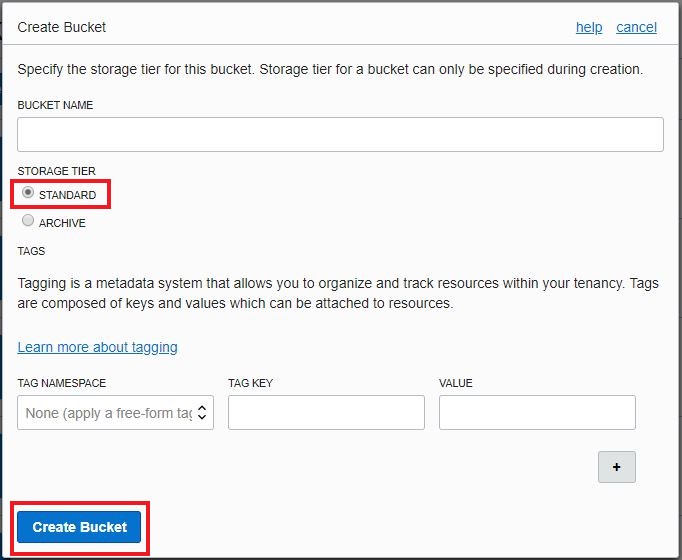 Create Bucket help cancel
Specify the storage tier for this bucket. Storage tier for a bucket can only be specified during creation.
BUCKET NAME
STORAGE TIER
STANDARD
ARCHIVE
TAGS
Tagging is a metadata system that allows you to organize and track resources within your tenancy. Tags
are composed of keys and values which can be attached to resources.
Learn more about tagging
TAG NAMESPACE TAG KEY VALUE
None (apply a free-form tag
+
Create Bucket